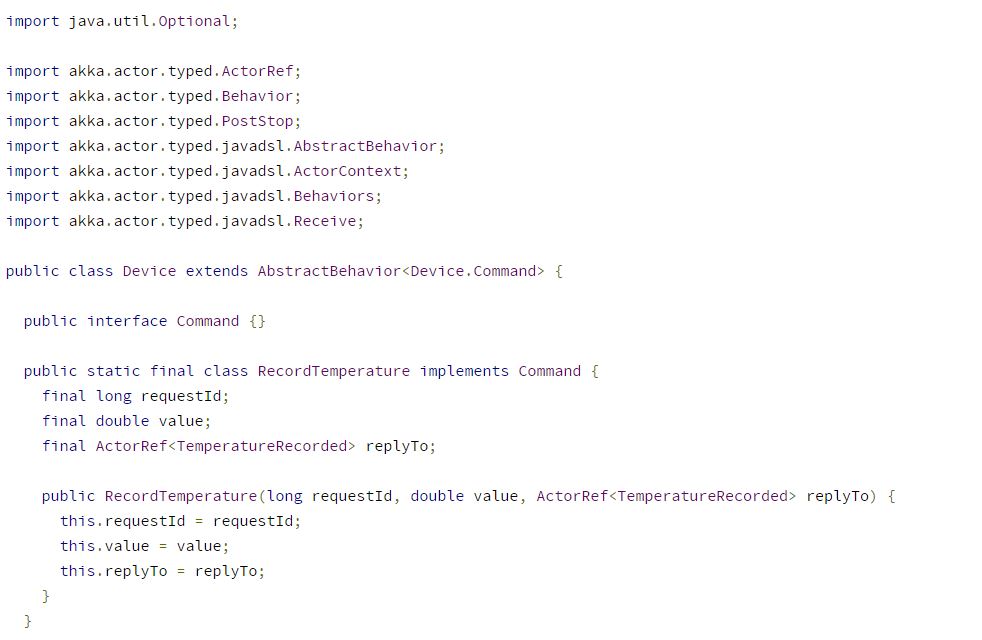 import java.util.Optional;
import akka.actor.typed.ActorRef;
import akka.actor.typed.Behavior;
import akka.actor.typed.PostStop;
import akka.actor.typed.javadsl.AbstractBehavior;
import akka.actor.typed.javadsl.ActorContext;
import akka.actor.typed.javadsl.Behaviors;
import akka.actor.typed.javadsl.Receive;
public class Device extends AbstractBehavior<Device.Command> {
  public interface Command {}
  public static final class RecordTemperature implements Command {
    final long requestId;
    final double value;
    final ActorRef<TemperatureRecorded> replyTo;
    public RecordTemperature(long requestId, double value, ActorRef<TemperatureRecorded> replyTo) {
      this.requestId = requestId;
      this.value = value;
      this.replyTo = replyTo;
    }
  }